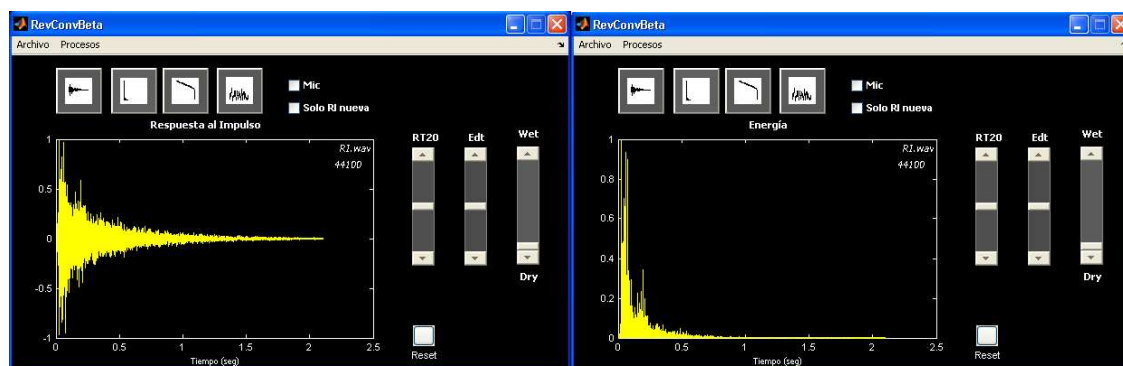 RevConvBeta
Archivo Procesos
Mic
Solo RI nueva
Respuesta al Impulso
RT20 Edt Wet
1
RI.wav
44100
0.5
0
-0.5
Dry
-1
0 0.5 1 1.5 2 2.5
Tiempo (seg)
Reset
RevConvBeta
Archivo Procesos
Mic
Solo RI nueva
Energía
RT20 Edt Wet
1
RI.wav
44100
0.8
0.6
0.4
0.2
Dry
0
0 0.5 1 1.5 2 2.5
Tiempo (seg)
Reset